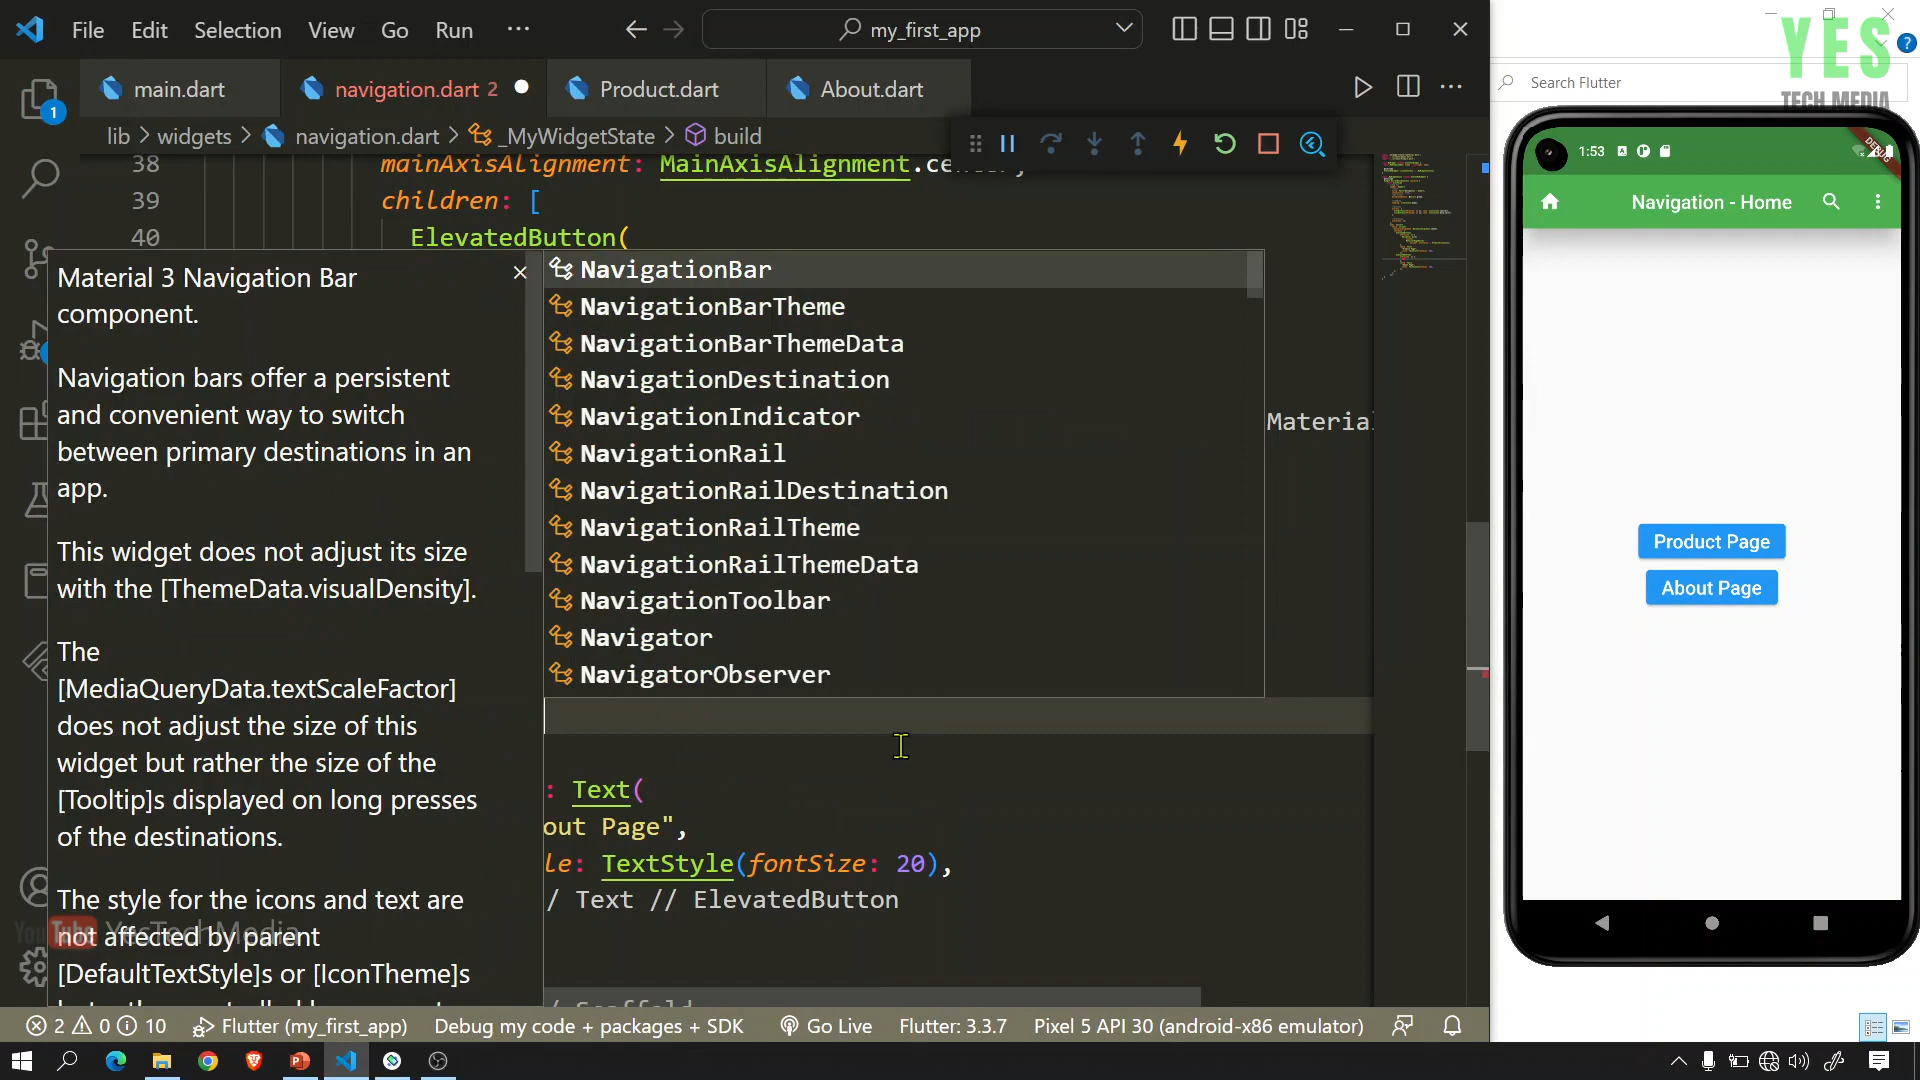 File Edit Selection View Go Run ...
my_first_app
YES
TECH MEDIA
main.dart
navigation.dart 2
Product.dart
About.dart
Search Flutter
lib > widgets > navigation.dart > _MyWidgetState > build
38 mainAxisAlignment: MainAxisAlignment.center,
39 children: [
40 ElevatedButton(
Material 3 Navigation Bar
component.
Navigation bars offer a persistent
and convenient way to switch
between primary destinations in an
app.
This widget does not adjust its size
with the [ThemeData.visualDensity].
The
[MediaQueryData.textScaleFactor]
does not adjust the size of this
widget but rather the size of the
[Tooltip]s displayed on long presses
of the destinations.
The style for the icons and text are
not affected by parent
[DefaultTextStyle]s or [IconTheme]s
NavigationBar
NavigationBarTheme
NavigationBarThemeData
NavigationDestination
NavigationIndicator
NavigationRail
NavigationRailDestination
NavigationRailTheme
NavigationRailThemeData
NavigationToolbar
Navigator
NavigatorObserver
Material
: Text(
out Page",
le: TextStyle(fontSize: 20),
/ Text // ElevatedButton
/ Scaffold
1:53
DEBUG
Navigation - Home
Product Page
About Page
YouTube YesTechMedia
2 0 10 Flutter (my_first_app) Debug my code + packages + SDK Go Live Flutter: 3.3.7 Pixel 5 API 30 (android-x86 emulator)